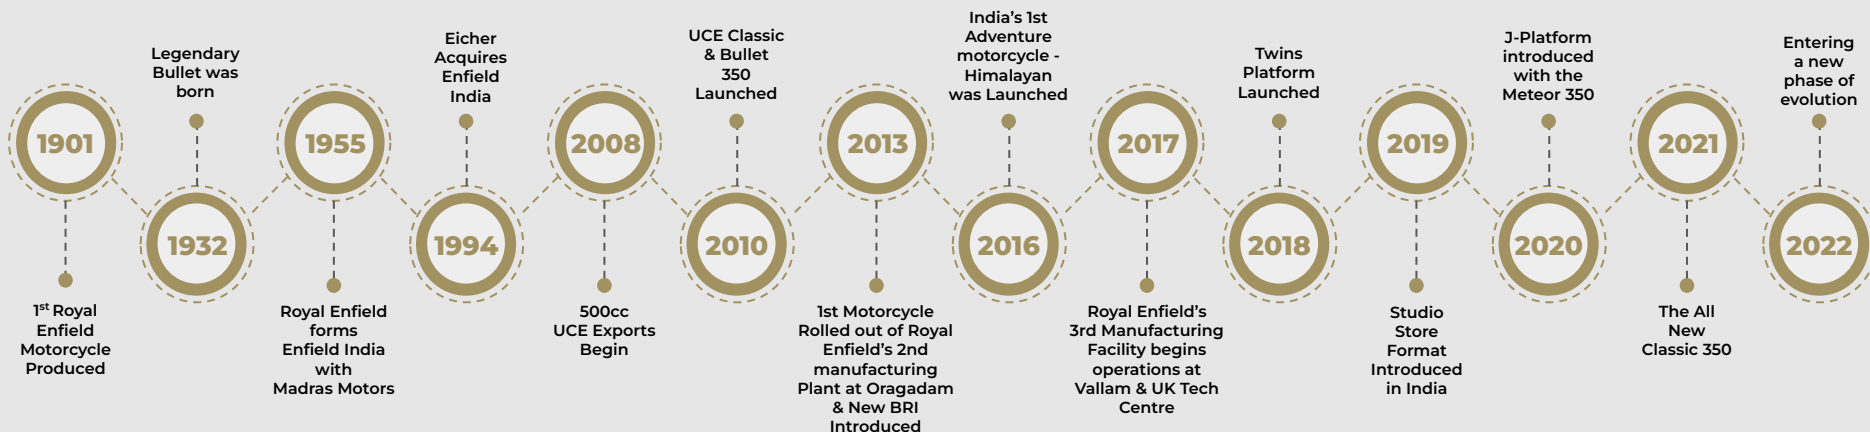 1901
1st Royal
Enfield
Motorcycle
Produced
Legendary
Bullet was
born
1932
1955
Royal Enfield
forms
Enfield India
with
Madras Motors
Eicher
Acquires
Enfield
India
1994
2008
500cc
UCE Exports
Begin
UCE Classic
& Bullet
350
Launched
2010
2013
1st Motorcycle
Rolled out of Royal
Enfield’s 2nd
manufacturing
Plant at Oragadam
& New BRI
Introduced
India’s 1st
Adventure
motorcycle -
Himalayan
was Launched
2016
2017
Royal Enfield’s
3rd Manufacturing
Facility begins
operations at
Vallam & UK Tech
Centre
Twins
Platform
Launched
2018
2019
Studio
Store
Format
Introduced
in India
J-Platform
introduced
with the
Meteor 350
2020
2021
The All
New
Classic 350
Entering
a new
phase of
evolution
2022